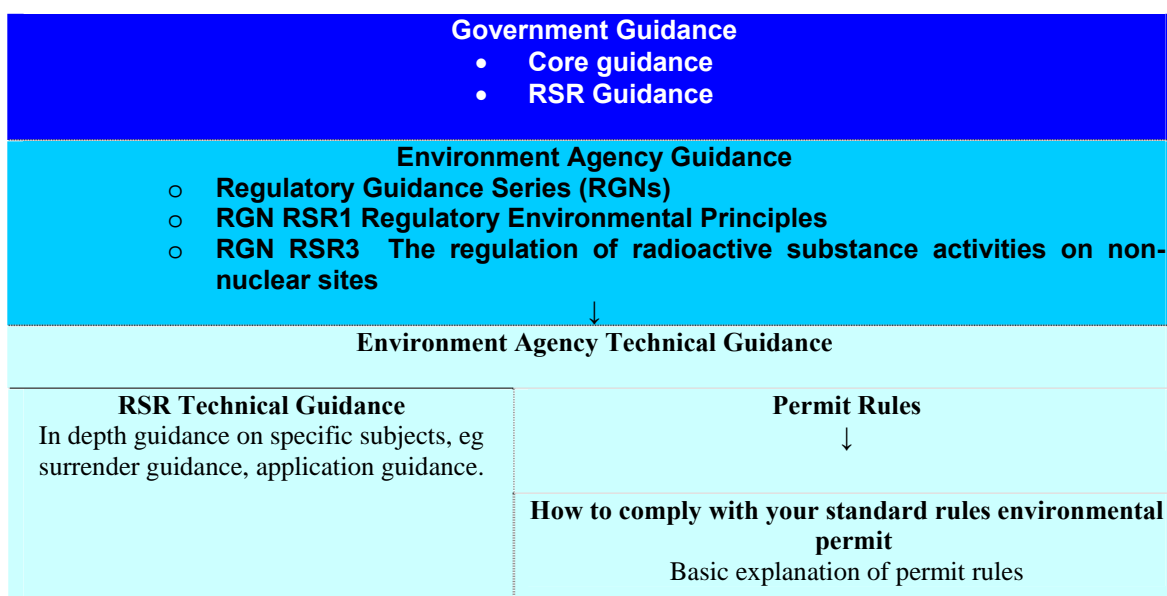 Government Guidance
• Core guidance
• RSR Guidance
Environment Agency Guidance
o Regulatory Guidance Series (RGNs)
o RGN RSR1 Regulatory Environmental Principles
o RGN RSR3 The regulation of radioactive substance activities on non-
nuclear sites
↓
Environment Agency Technical Guidance
RSR Technical Guidance
In depth guidance on specific subjects, eg
surrender guidance, application guidance.
Permit Rules
↓
How to comply with your standard rules environmental
permit
Basic explanation of permit rules